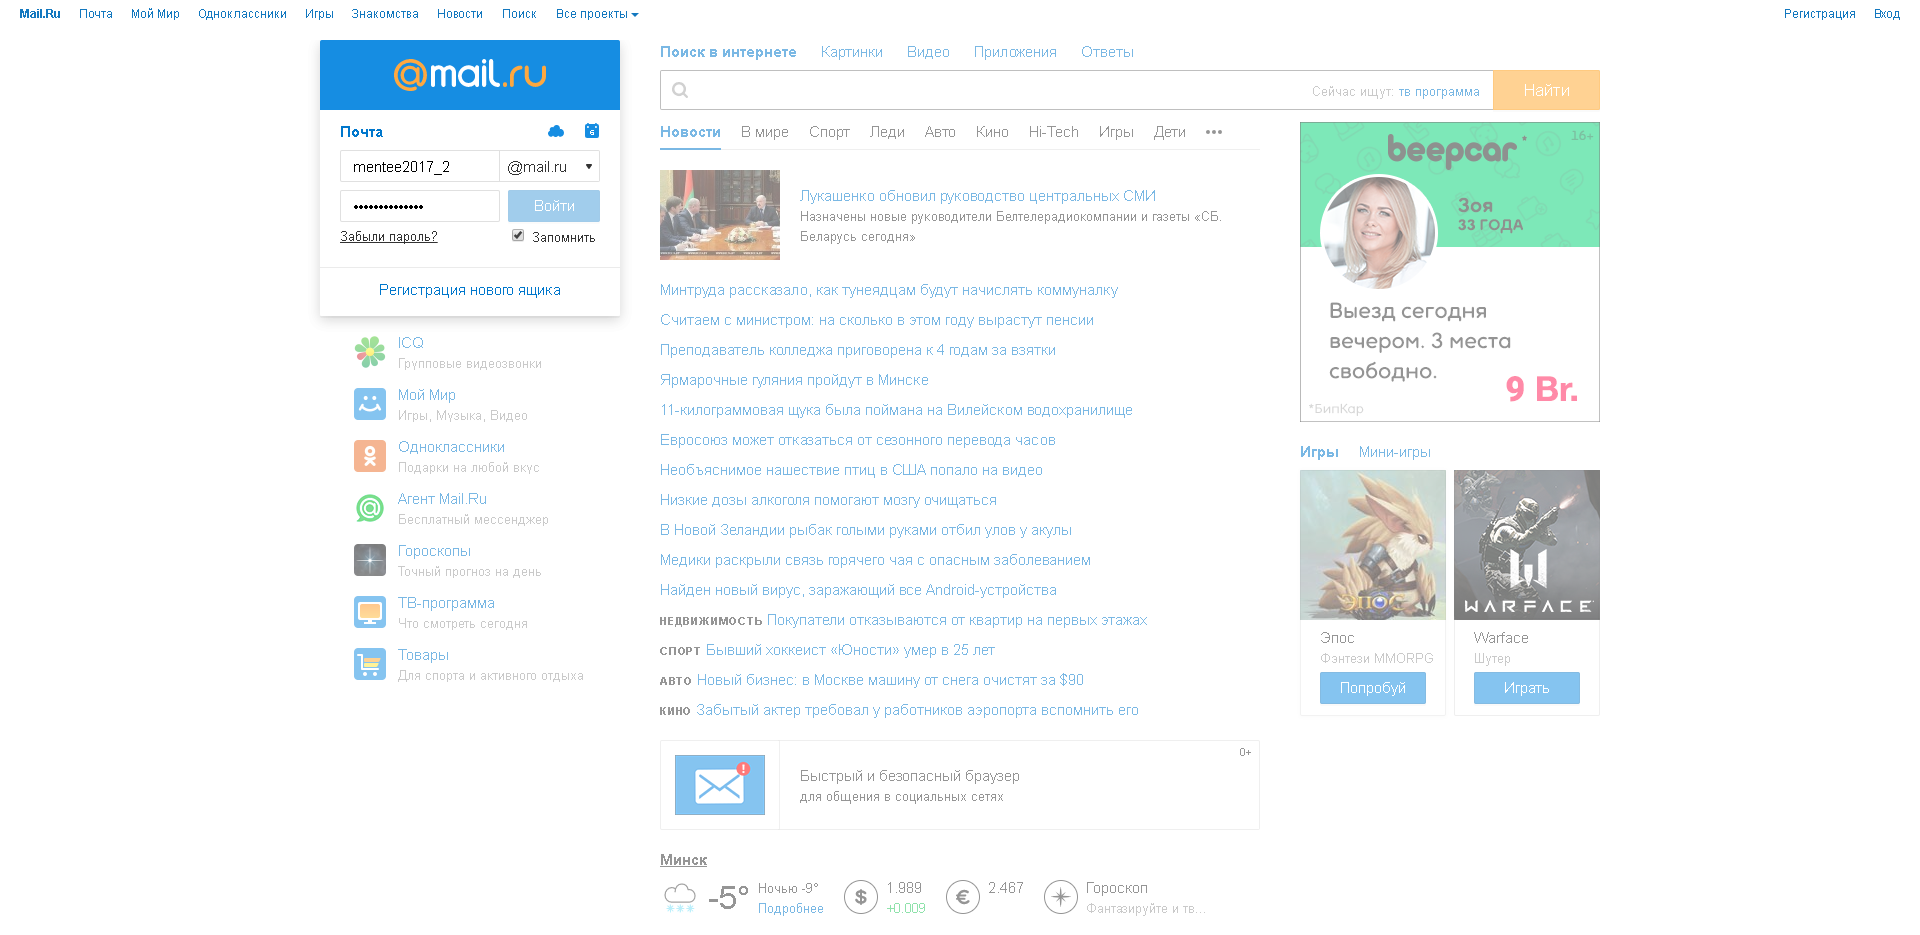 Mail.Ru Почта Мой Мир Одноклассники Игры Знакомства Новости Поиск Все проекты Регистрация Вход
@mail.ru
Почта
6
mentee2017_2 @mail.ru
•••••••••••••• Войти
Забыли пароль? Запомнить
Регистрация нового ящика
ICQ
Групповые видеозвонки
Мой Мир
Игры, Музыка, Видео
Одноклассники
Подарки на любой вкус
Агент Mail.Ru
Бесплатный мессенджер
Гороскопы
Точный прогноз на день
ТВ-программа
Что смотреть сегодня
Товары
Для спорта и активного отдыха
Поиск в интернете Картинки Видео Приложения Ответы
Сейчас ищут: тв программа Найти
Новости В мире Спорт Леди Авто Кино Hi-Tech Игры Дети •••
Лукашенко обновил руководство центральных СМИ
Назначены новые руководители Белтелерадиокомпании и газеты «СБ.
Беларусь сегодня»
Минтруда рассказало, как тунеядцам будут начислять коммуналку
Считаем с министром: на сколько в этом году вырастут пенсии
Преподаватель колледжа приговорена к 4 годам за взятки
Ярмарочные гуляния пройдут в Минске
11-килограммовая щука была поймана на Вилейском водохранилище
Евросоюз может отказаться от сезонного перевода часов
Необъяснимое нашествие птиц в США попало на видео
Низкие дозы алкоголя помогают мозгу очищаться
В Новой Зеландии рыбак голыми руками отбил улов у акулы
Медики раскрыли связь горячего чая с опасным заболеванием
Найден новый вирус, заражающий все Android-устройства
НЕДВИЖИМОСТЬ Покупатели отказываются от квартир на первых этажах
СПОРТ Бывший хоккеист «Юности» умер в 25 лет
АВТО Новый бизнес: в Москве машину от снега очистят за $90
КИНО Забытый актер требовал у работников аэропорта вспомнить его
0+
!
Быстрый и безопасный браузер
для общения в социальных сетях
Минск
-5° Ночью -9°
Подробнее
$ 1.989
+0.009
€ 2.467
Гороскоп
Фантазируйте и тв...
16+
beepcar*
Зоя
33 ГОДА
Выезд сегодня
вечером. 3 места
свободно.
9 Br.
*БипКар
Игры Мини-игры
ЭПОС
WARFACE
Эпос
Фэнтези MMORPG
Попробуй
Warface
Шутер
Играть